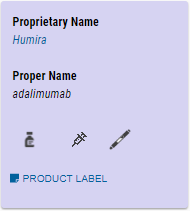 Proprietary Name
Humira
Proper Name
adalimumab
PRODUCT LABEL